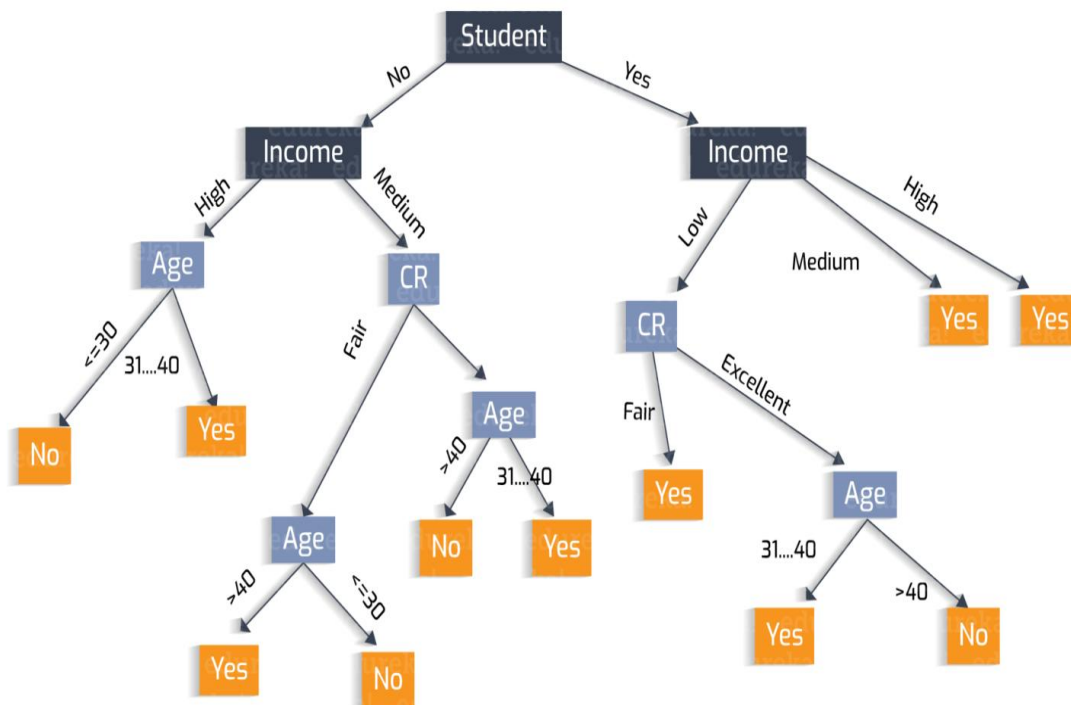 Student
No
Yes
Income
Income
High
Medium
Low
Medium
High
Age
CR
CR
Yes
Yes
<=30
31....40
Fair
Fair
Excellent
No
Yes
Age
>40
31....40
Yes
Age
Age
No
Yes
31....40
>40
>40
<=30
Yes
No
Yes
No
edureka!